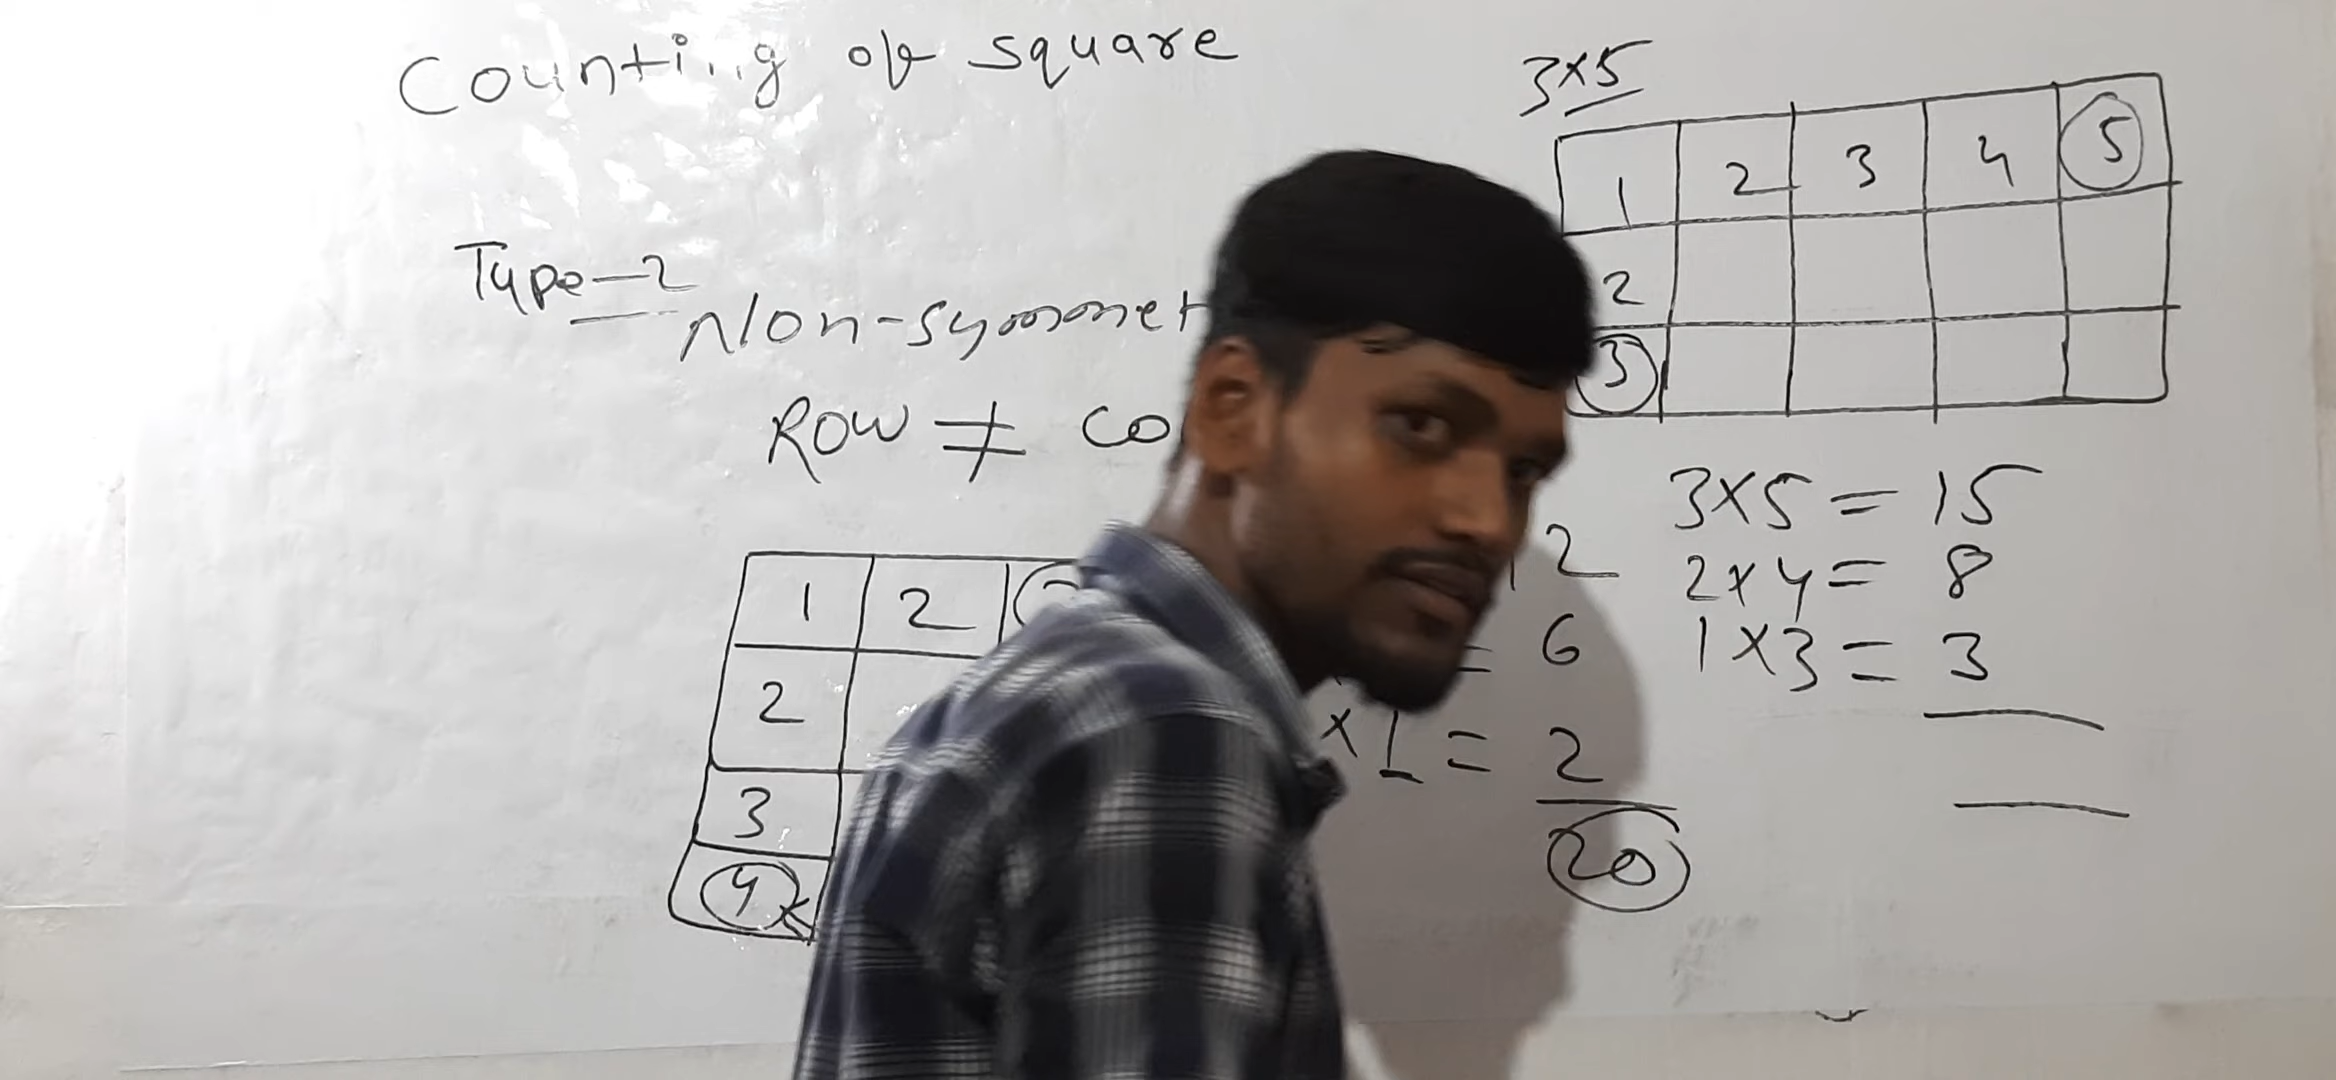 Counting of square
Type-2
Non-symmet
ROW ≠ co
1 2
2
3
4
12
= 6
×1 = 2
20
3×5
1 2 3 4 5
2
3
3×5 = 15
2×4 = 8
1×3 = 3